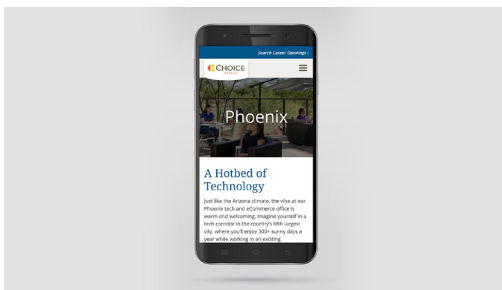 Search Career Openings ›
CHOICE
HOTELS
Phoenix
A Hotbed of
Technology
Just like the Arizona climate, the vibe at our
Phoenix tech and eCommerce office is
warm and welcoming. Imagine yourself in a
tech corridor in the country's fifth largest
city, where you'll enjoy 300+ sunny days a
year while working in an exciting